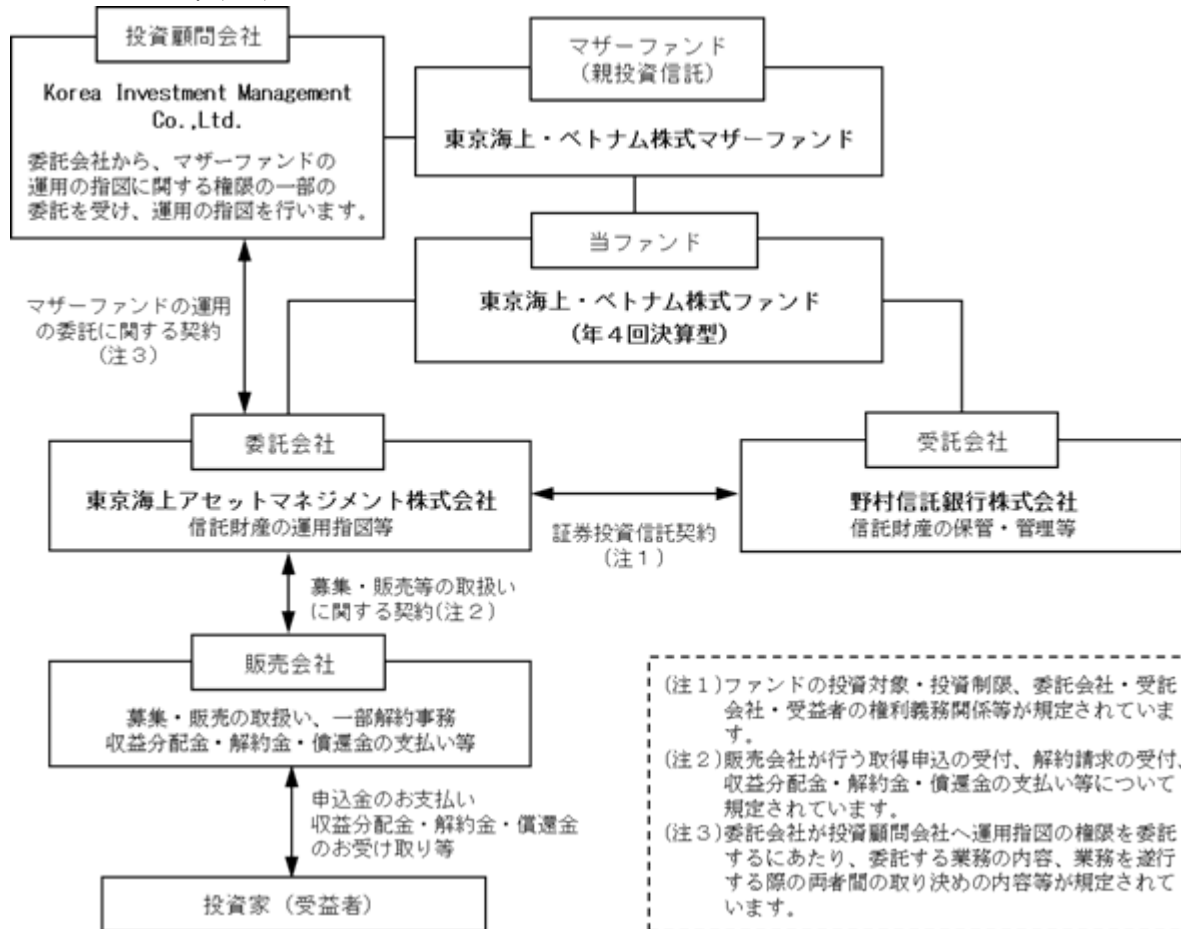 投資顧問会社
Korea Investment Management
Co.,Ltd.
委託会社から、マザーファンドの
運用の指図に関する権限の一部の
委託を受け、運用の指図を行います。
マザーファンド
(親投資信託)
東京海上・ベトナム株式マザーファンド
当ファンド
東京海上・ベトナム株式ファンド
(年4回決算型)
マザーファンドの運用
の委託に関する契約
(注3)
委託会社
東京海上アセットマネジメント株式会社
信託財産の運用指図等
証券投資信託契約
(注1)
受託会社
野村信託銀行株式会社
信託財産の保管・管理等
募集・販売等の取扱い
に関する契約(注2)
販売会社
募集・販売の取扱い、一部解約事務
収益分配金・解約金・償還金の支払い等
申込金のお支払い
収益分配金・解約金・償還金
のお受け取り等
投資家(受益者)
(注1)ファンドの投資対象・投資制限、委託会社・受託
会社・受益者の権利義務関係等が規定されていま
す。
(注2)販売会社が行う取得申込の受付、解約請求の受付、
収益分配金・解約金・償還金の支払い等について
規定されています。
(注3)委託会社が投資顧問会社へ運用指図の権限を委託
するにあたり、委託する業務の内容、業務を遂行
する際の両者間の取り決めの内容等が規定されて
います。